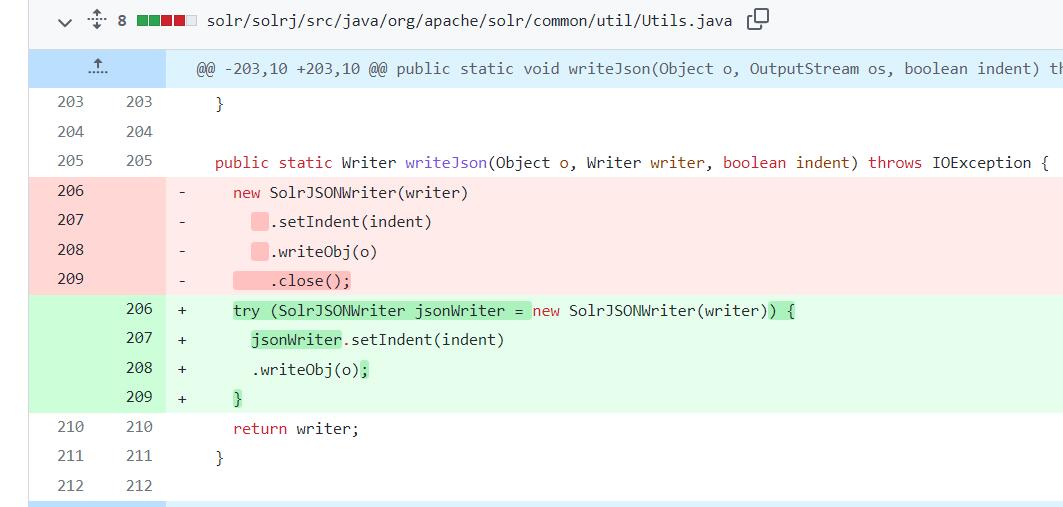 8 solr/solrj/src/java/org/apache/solr/common/util/Utils.java
@@ -203,10 +203,10 @@ public static void writeJson(Object o, OutputStream os, boolean indent) th
203 203 }
204 204
205 205 public static Writer writeJson(Object o, Writer writer, boolean indent) throws IOException {
206 - new SolrJSONWriter(writer)
207 - .setIndent(indent)
208 - .writeObj(o)
209 - .close();
206 + try (SolrJSONWriter jsonWriter = new SolrJSONWriter(writer)) {
207 + jsonWriter.setIndent(indent)
208 + .writeObj(o);
209 + }
210 210 return writer;
211 211 }
212 212